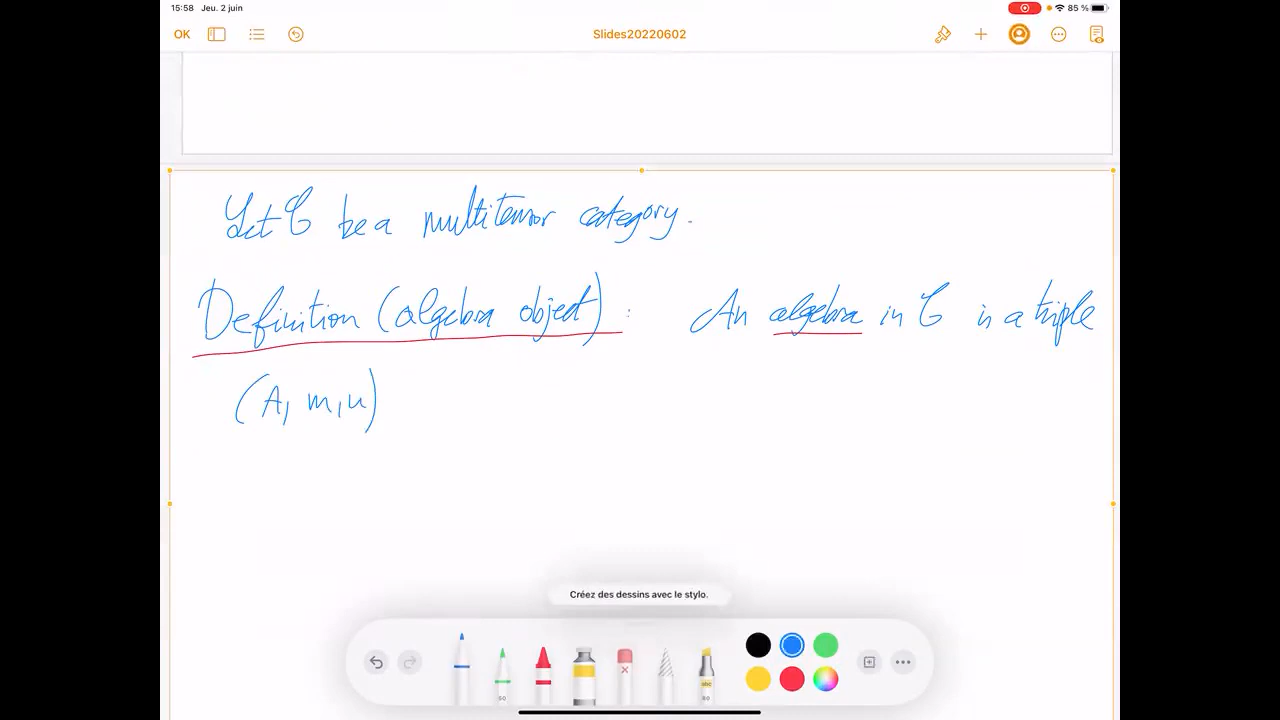 15:58 Jeu. 2 juin 85 %
OK Slides20220602
Let C be a multitensor category.
Definition (algebra object) : An algebra in C is a triple
(A, m, u)
Créez des dessins avec le stylo.